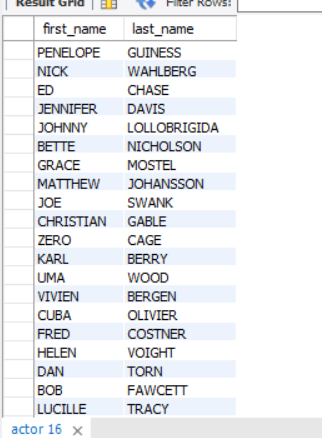 Result Grid Filter Rows:
first_name last_name
PENELOPE GUINESS
NICK WAHLBERG
ED CHASE
JENNIFER DAVIS
JOHNNY LOLLOBRIGIDA
BETTE NICHOLSON
GRACE MOSTEL
MATTHEW JOHANSSON
JOE SWANK
CHRISTIAN GABLE
ZERO CAGE
KARL BERRY
UMA WOOD
VIVIEN BERGEN
CUBA OLIVIER
FRED COSTNER
HELEN VOIGHT
DAN TORN
BOB FAWCETT
LUCILLE TRACY
actor 16